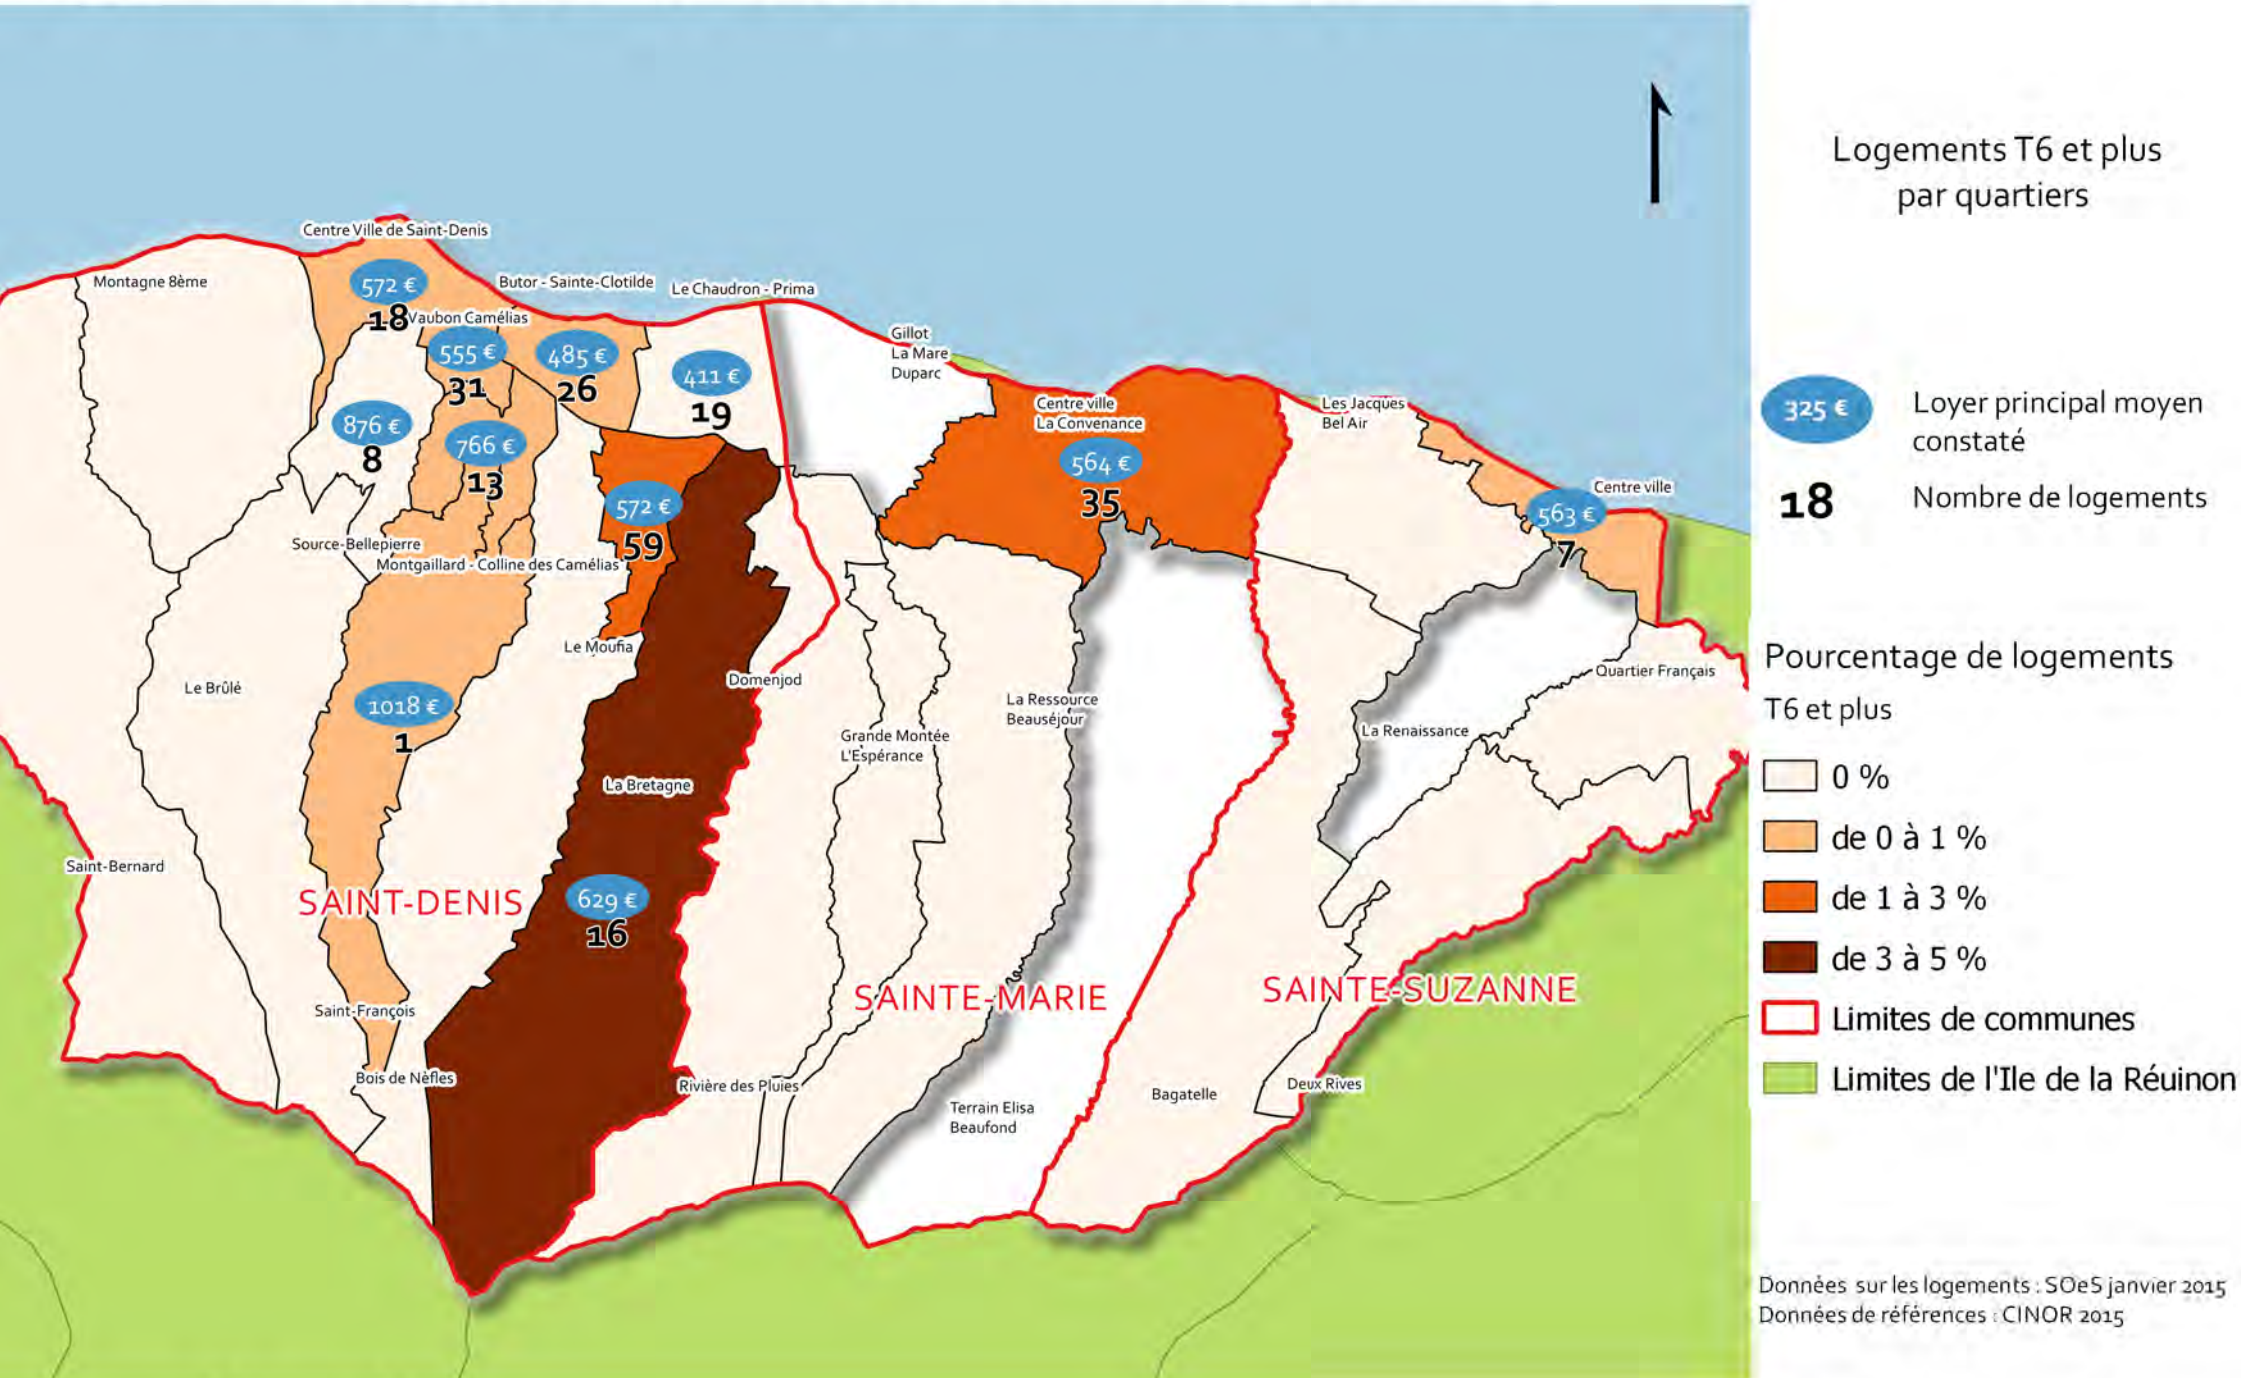 Logements T6 et plus
par quartiers
Centre Ville de Saint-Denis
Montagne 8ème
572 €
18
Butor - Sainte-Clotilde
Le Chaudron - Prima
Vaubon Camélias
555 €
31
485 €
26
411 €
19
Gillot
La Mare
Duparc
876 €
8
766 €
13
Centre ville
La Convenance
564 €
35
Les Jacques
Bel Air
Centre ville
563 €
7
572 €
59
Source-Bellepierre
Montgaillard - Colline des Camélias
Le Moufia
Le Brûlé
1018 €
1
Domenjod
La Bretagne
La Ressource
Beauséjour
Grande Montée
L'Espérance
Quartier Français
La Renaissance
Saint-Bernard
SAINT-DENIS
629 €
16
SAINTE-MARIE
SAINTE-SUZANNE
Saint-François
Bois de Nèfles
Rivière des Pluies
Terrain Elisa
Beaufond
Bagatelle
Deux Rives
325 €
Loyer principal moyen
constaté
18
Nombre de logements
Pourcentage de logements
T6 et plus
0 %
de 0 à 1 %
de 1 à 3 %
de 3 à 5 %
Limites de communes
Limites de l'Ile de la Réuinon
Données sur les logements : SOeS janvier 2015
Données de références : CINOR 2015